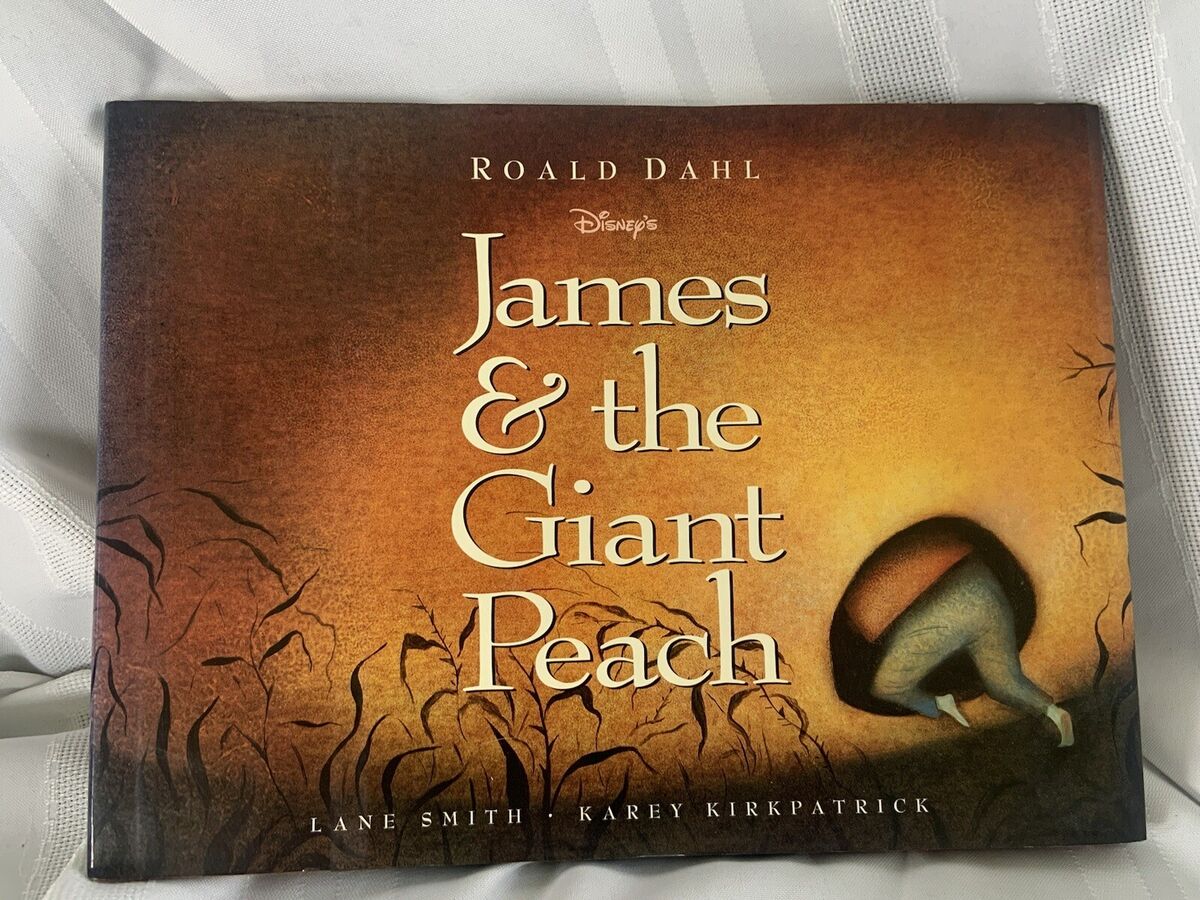 ROALD DAHL
DISNEY'S
James
& the
Giant
Peach
LANE SMITH · KAREY KIRKPATRICK